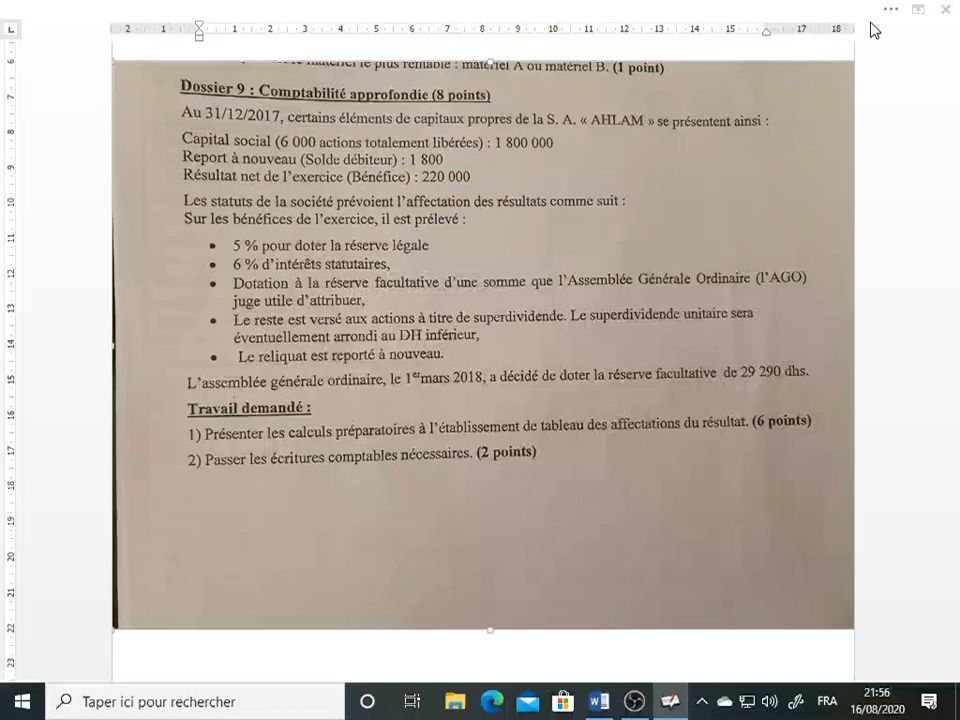 le plus rentable : matériel A ou matériel B. (1 point)
Dossier 9 : Comptabilité approfondie (8 points)
Au 31/12/2017, certains éléments de capitaux propres de la S. A. « AHLAM » se présentent ainsi :
Capital social (6 000 actions totalement libérées) : 1 800 000
Report à nouveau (Solde débiteur) : 1 800
Résultat net de l'exercice (Bénéfice) : 220 000
Les statuts de la société prévoient l'affectation des résultats comme suit :
Sur les bénéfices de l'exercice, il est prélevé :
• 5 % pour doter la réserve légale
• 6 % d'intérêts statutaires,
• Dotation à la réserve facultative d'une somme que l'Assemblée Générale Ordinaire (l'AGO)
juge utile d'attribuer,
• Le reste est versé aux actions à titre de superdividende. Le superdividende unitaire sera
éventuellement arrondi au DH inférieur,
• Le reliquat est reporté à nouveau.
L'assemblée générale ordinaire, le 1er mars 2018, a décidé de doter la réserve facultative de 29 290 dhs.
Travail demandé :
1) Présenter les calculs préparatoires à l'établissement de tableau des affectations du résultat. (6 points)
2) Passer les écritures comptables nécessaires. (2 points)
Taper ici pour rechercher
FRA
21:56
16/08/2020